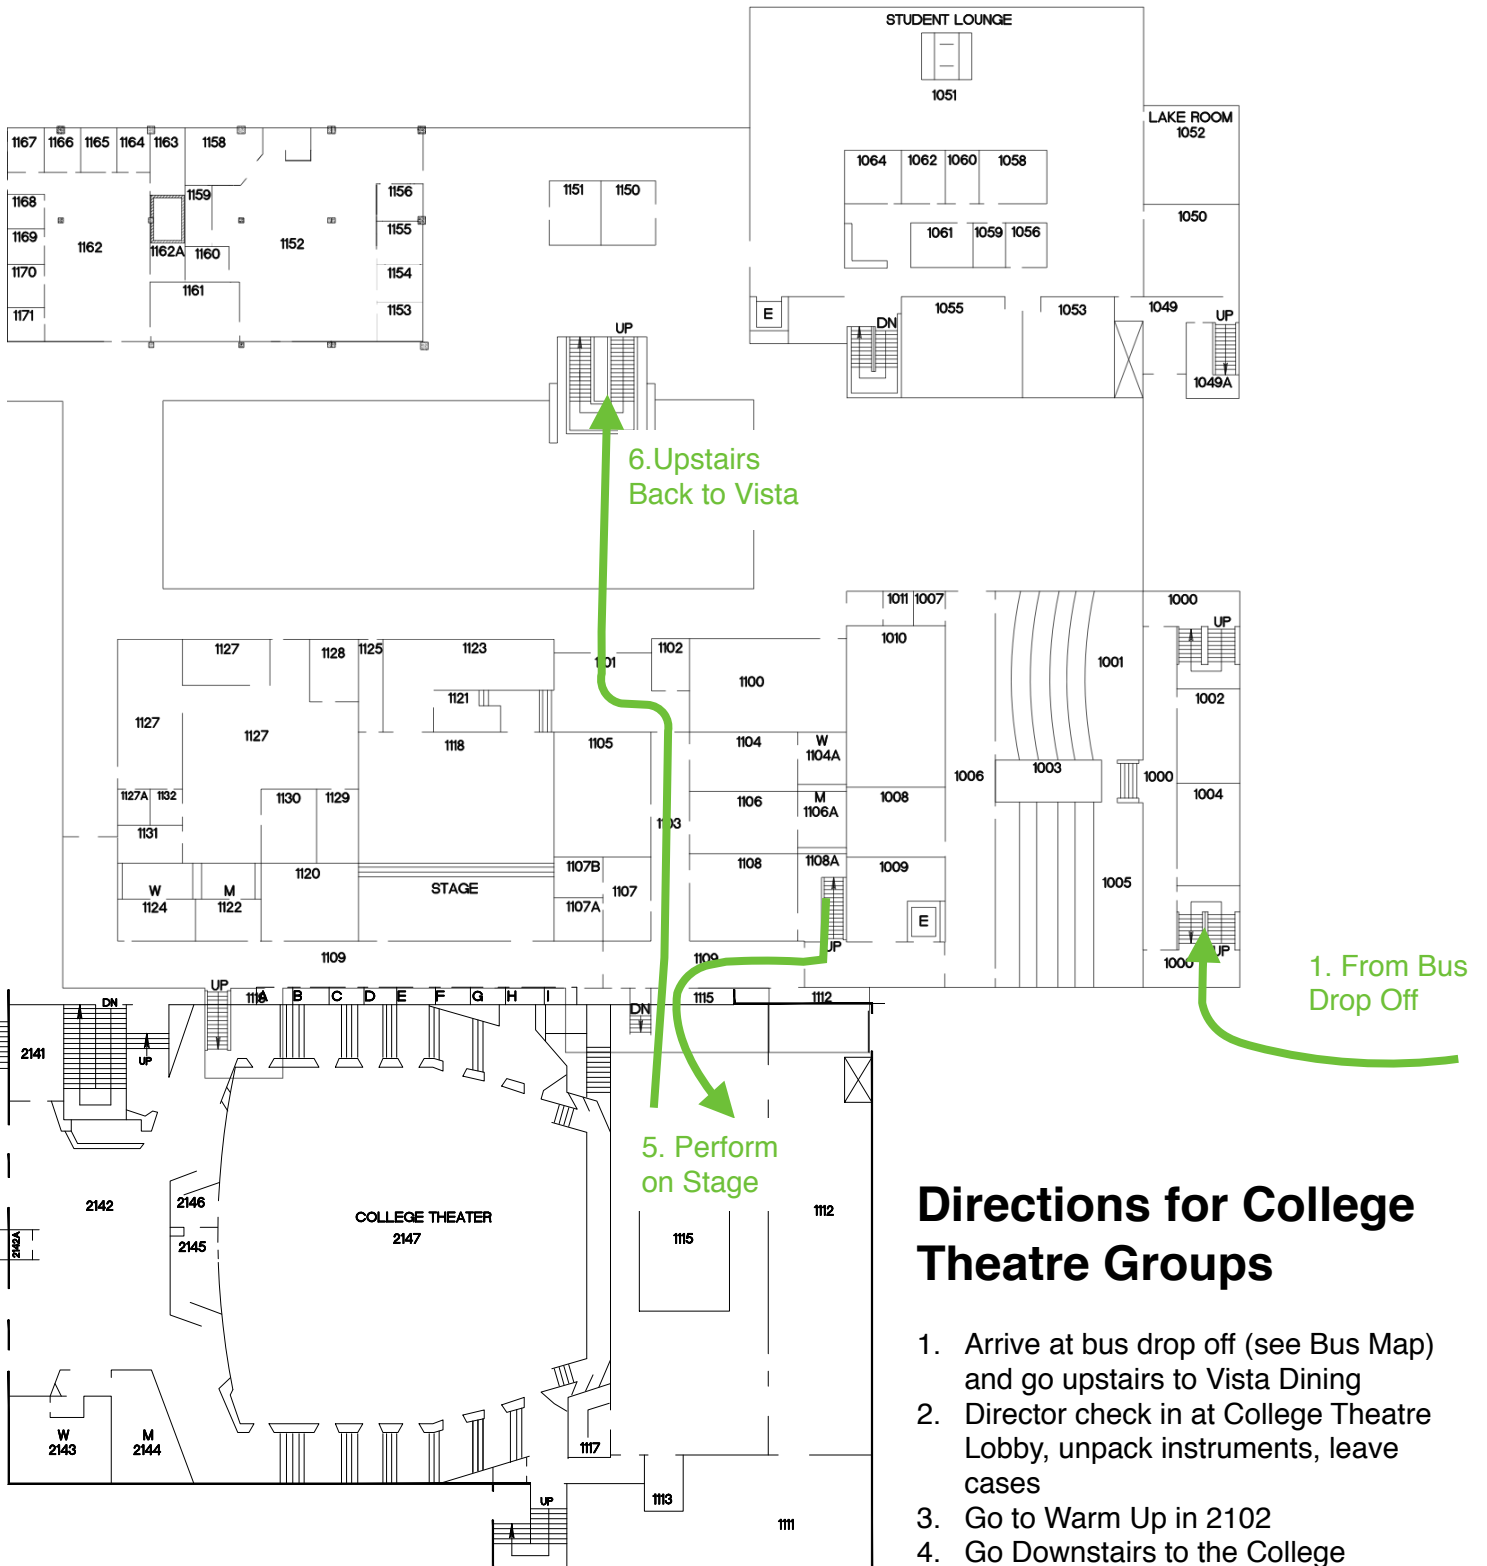 STUDENT LOUNGE
1051
LAKE ROOM
1052
1167
1166
1165
1164
1163
1158
1064
1062
1060
1058
1151
1150
1159
1156
1168
1050
1155
1169
1162
1162A
1160
1152
1061
1059
1056
1170
1154
1161
1171
1153
E
1055
1053
1049
DN
UP
UP
1049A
6.Upstairs
Back to Vista
1011
1007
1000
UP
1010
1127
1128
1125
1123
1101
1102
1001
1100
1121
1002
1127
1127
1118
1105
1104
W
1104A
1006
1003
1000
1127A
1132
1130
1129
1106
M
1106A
1008
1004
1131
1103
1120
STAGE
1107B
1107
1108
1108A
1009
1005
W
1124
M
1122
1107A
E
UP
UP
1109
1109
1000
1. From Bus
Drop Off
UP
1119
A
B
C
D
E
F
G
H
I
1115
1112
DN
DN
2141
UP
5. Perform
on Stage
2142
2146
2145
2142A
COLLEGE THEATER
2147
1115
1112
Directions for College
Theatre Groups
1. Arrive at bus drop off (see Bus Map)
and go upstairs to Vista Dining
2. Director check in at College Theatre
Lobby, unpack instruments, leave
cases
3. Go to Warm Up in 2102
4. Go Downstairs to the College
W
2143
M
2144
1117
1113
UP
1111